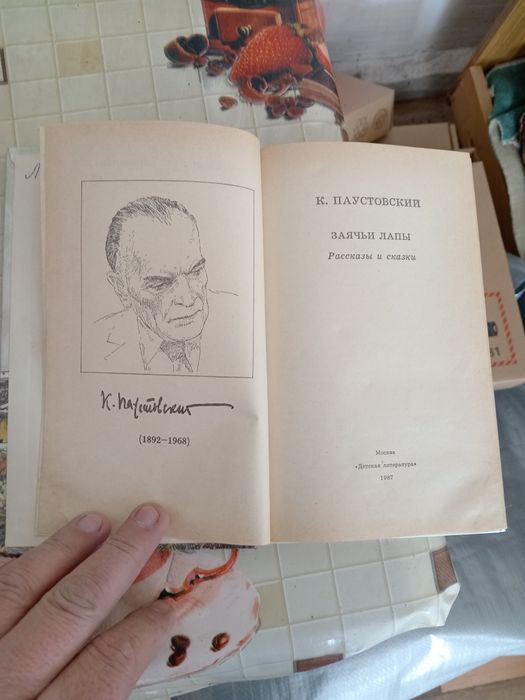 К. Паустовский
(1892—1968)
К. ПАУСТОВСКИЙ
ЗАЯЧЬИ ЛАПЫ
Рассказы и сказки
Москва
«Детская литература»
1987